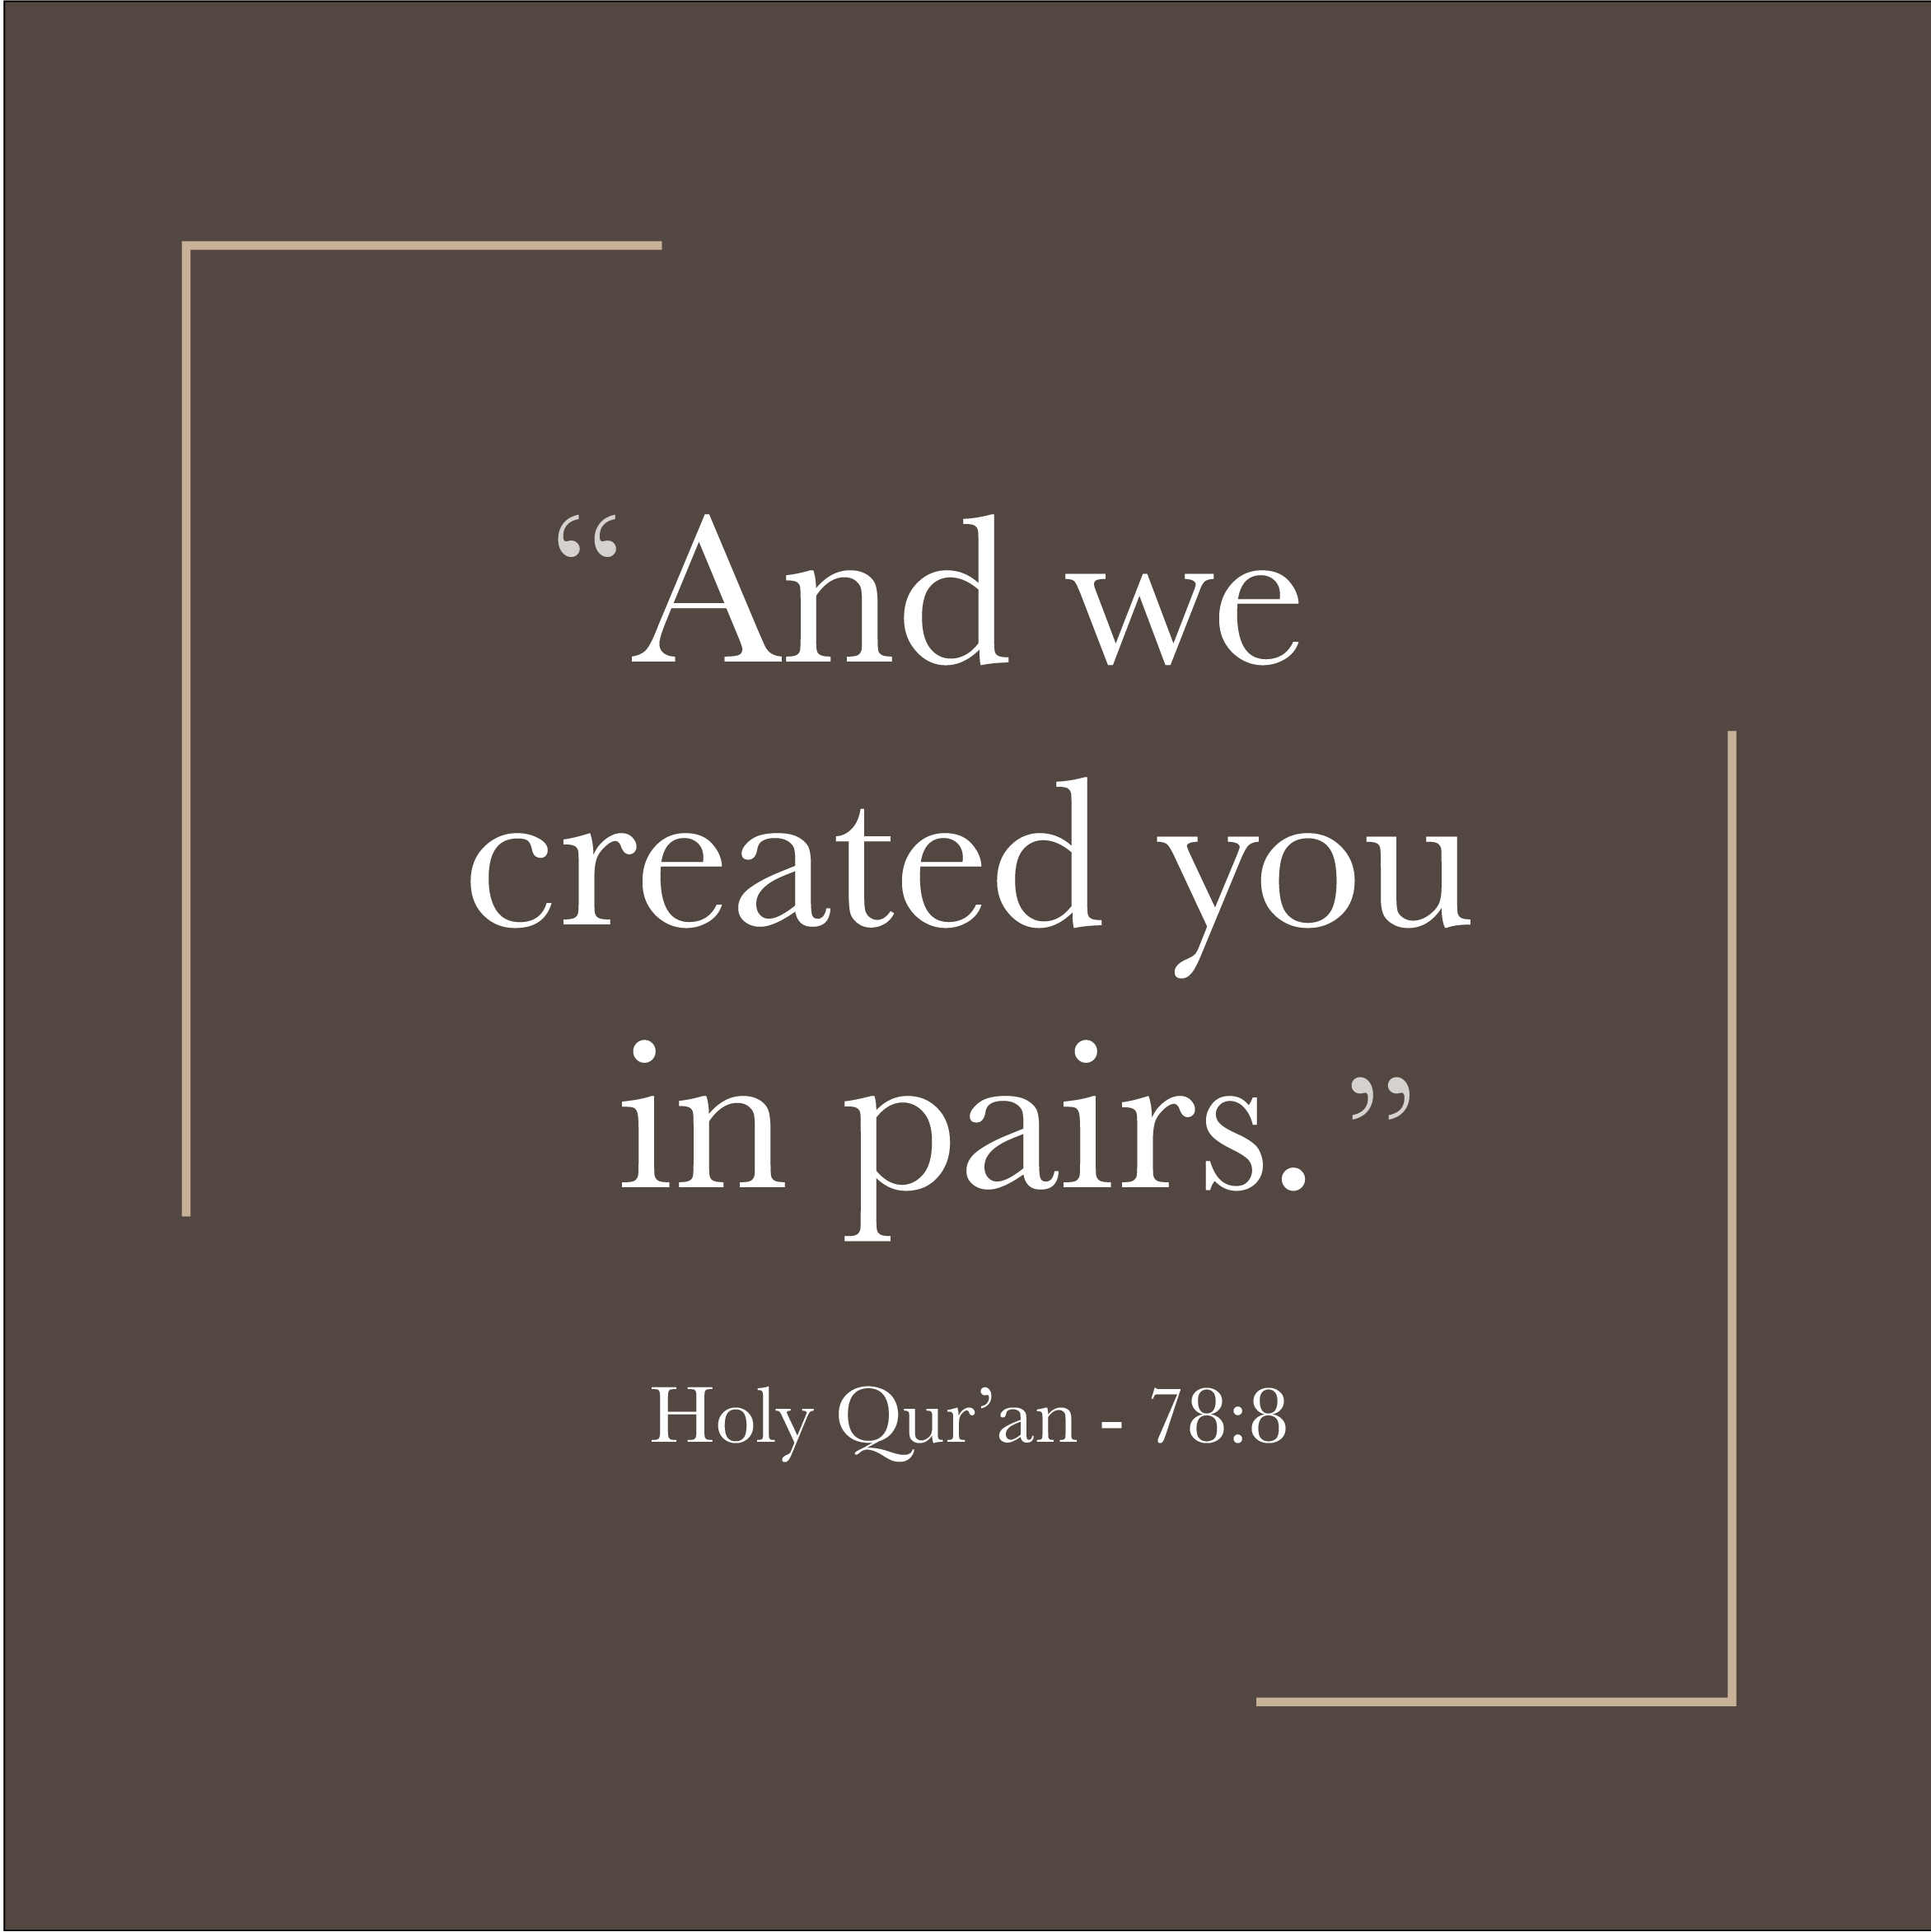 “And we
created you
in pairs.”
Holy Qur’an - 78:8